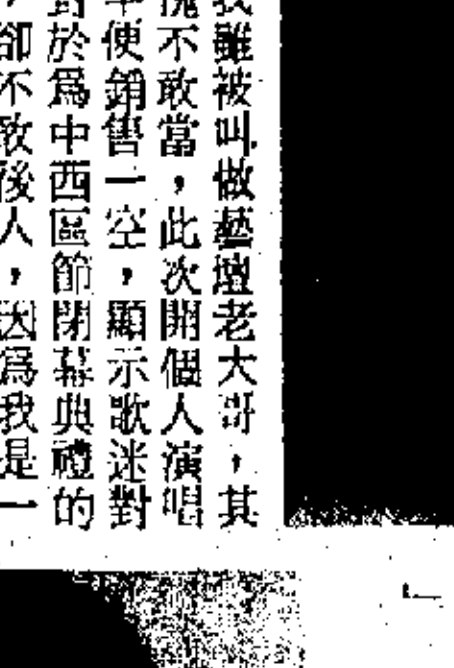 我雖被叫做藝壇老大哥，其
愧不敢當，此次開個人演唱
便銷售一空，顯示歌迷對
對於爲中西區節閉幕典禮的
卻不敢後人，因爲我是一